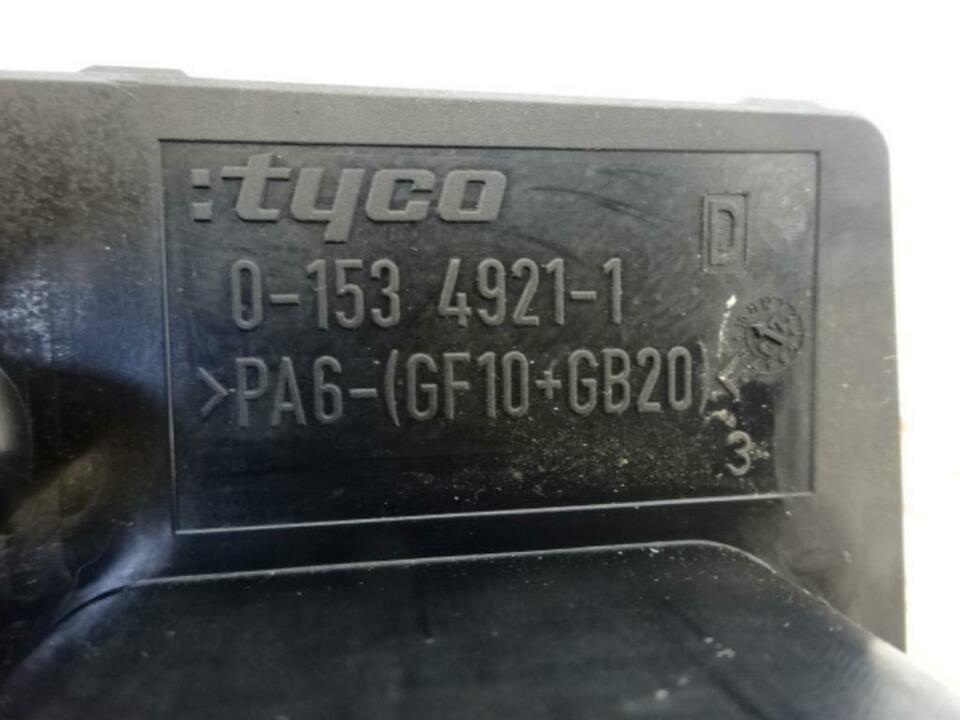 :tyco
D
0-153 4921-1
>PA6-(GF10+GB20)<
3